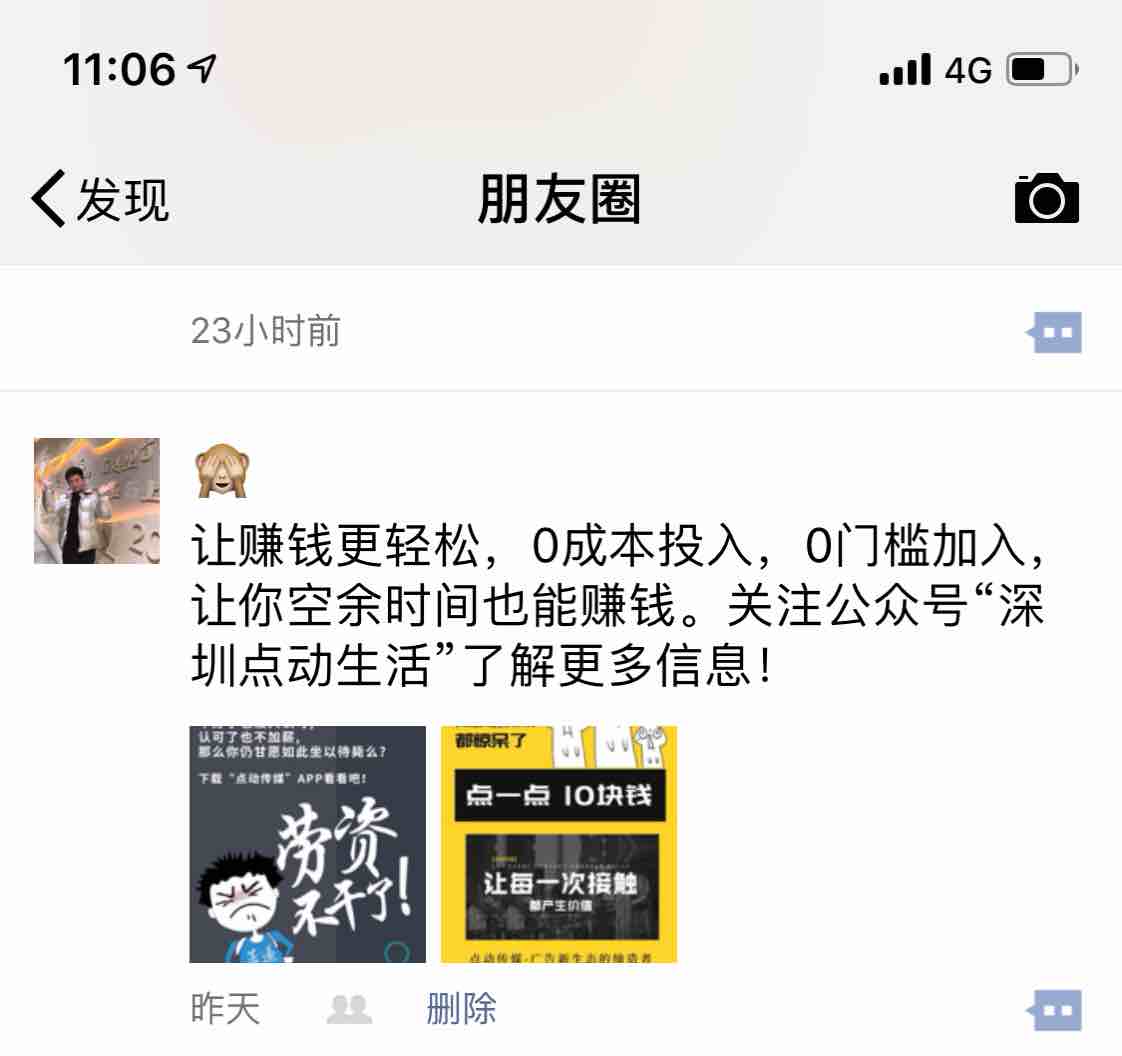 11:06
4G
发现
朋友圈
23小时前
让赚钱更轻松，0成本投入，0门槛加入，
让你空余时间也能赚钱。关注公众号“深
圳点动生活”了解更多信息！
认可了也不加薪，
那么你仍甘愿如此坐以待毙么？
下载“点动传媒”APP看看吧！
劳资
不干了！
都惊呆了
点一点 10块钱
让每一次接触
都产生价值
点动传媒·广告新生态的缔造者
昨天
删除